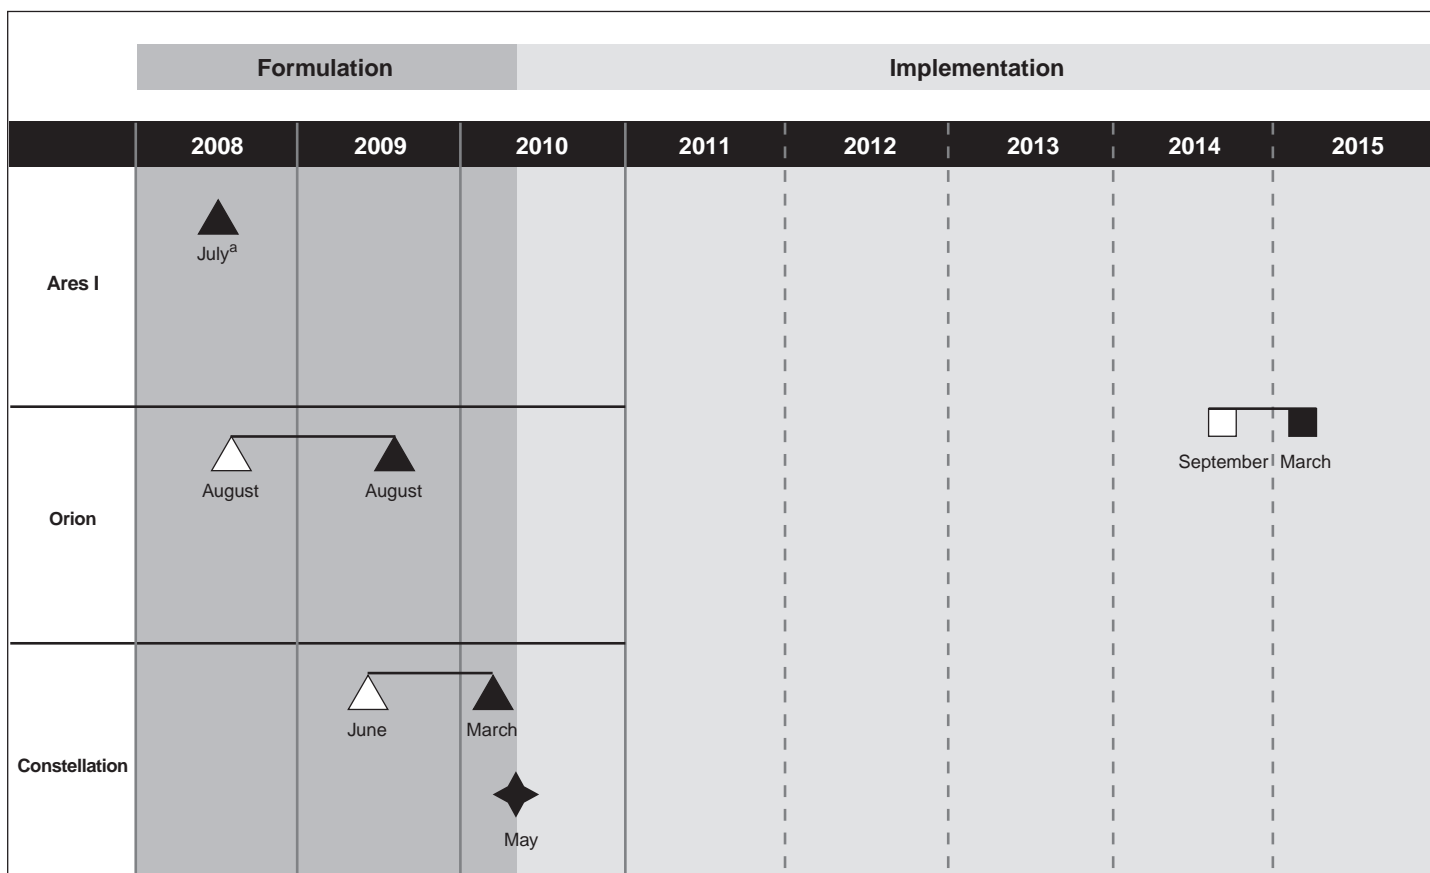 Formulation Implementation
2008 2009 2010 2011 2012 2013 2014 2015
Julyᵃ
Ares I
August August
September March
Orion
June March
Constellation
May